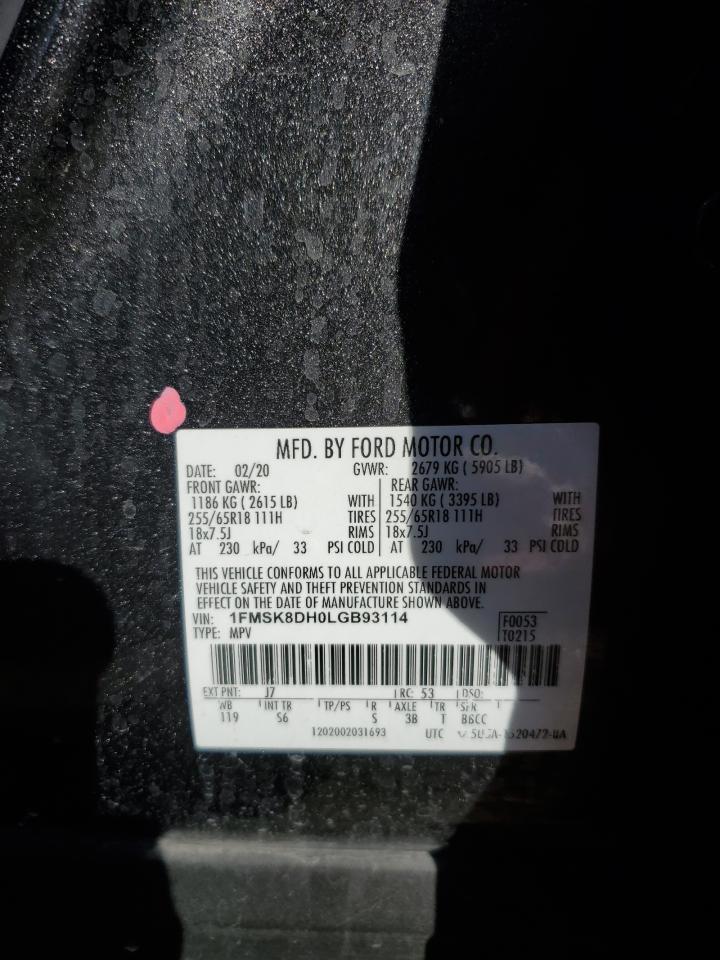 MFD. BY FORD MOTOR CO.
DATE: 02/20 GVWR: 2679 KG ( 5905 LB)
FRONT GAWR: REAR GAWR:
1186 KG ( 2615 LB) WITH 1540 KG ( 3395 LB) WITH
255/65R18 111H TIRES 255/65R18 111H TIRES
18x7.5J RIMS 18x7.5J RIMS
AT 230 kPa/ 33 PSI COLD AT 230 kPa/ 33 PSI COLD
THIS VEHICLE CONFORMS TO ALL APPLICABLE FEDERAL MOTOR
VEHICLE SAFETY AND THEFT PREVENTION STANDARDS IN
EFFECT ON THE DATE OF MANUFACTURE SHOWN ABOVE.
VIN: 1FMSK8DH0LGB93114 F0053
TYPE: MPV T0215
EXT PNT: J7 RC: 53 DSO:
WB INT TR TP/PS R AXLE TR SPR
119 S6 S 3B T
1202002031693 UTC